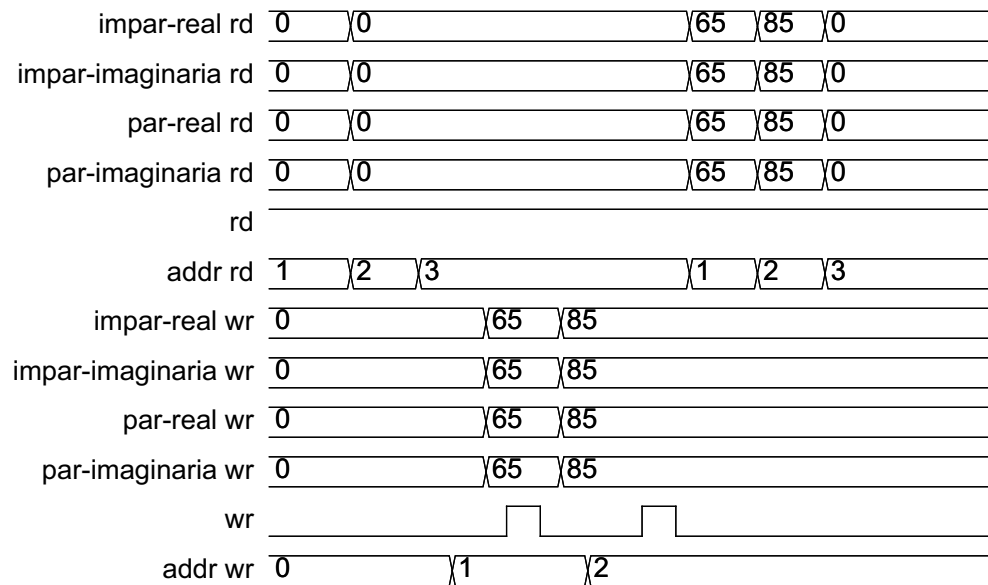 impar-real rd 0 0 65 85 0
impar-imaginaria rd 0 0 65 85 0
par-real rd 0 0 65 85 0
par-imaginaria rd 0 0 65 85 0
rd
addr rd 1 2 3 1 2 3
impar-real wr 0 65 85
impar-imaginaria wr 0 65 85
par-real wr 0 65 85
par-imaginaria wr 0 65 85
wr
addr wr 0 1 2